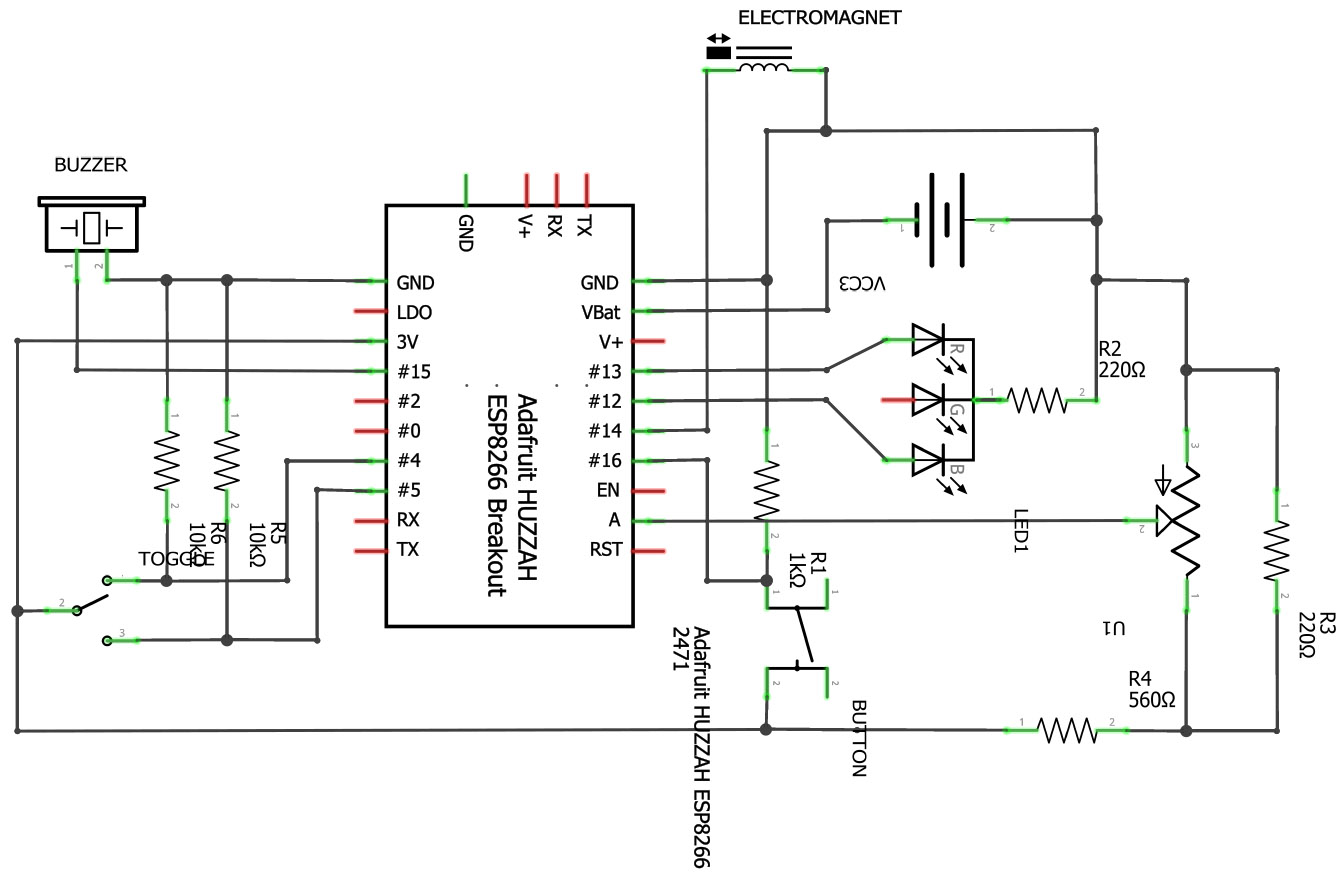 ELECTROMAGNET
BUZZER
1
2
GND
V+
RX
TX
GND
LDO
3V
#15
#2
#0
#4
#5
RX
TX
GND
VBat
V+
#13
#12
#14
#16
EN
A
RST
Adafruit HUZZAH
ESP8266 Breakout
1
2
VCC3
R
G
B
LED1
1
2
R2
220Ω
1
2
R6
10kΩ
1
2
R5
10kΩ
TOGGLE
2
3
1
2
R1
1kΩ
1
1
2
2
BUTTON
Adafruit HUZZAH ESP8266
2471
3
2
1
U1
1
2
R3
220Ω
R4
560Ω
1
2